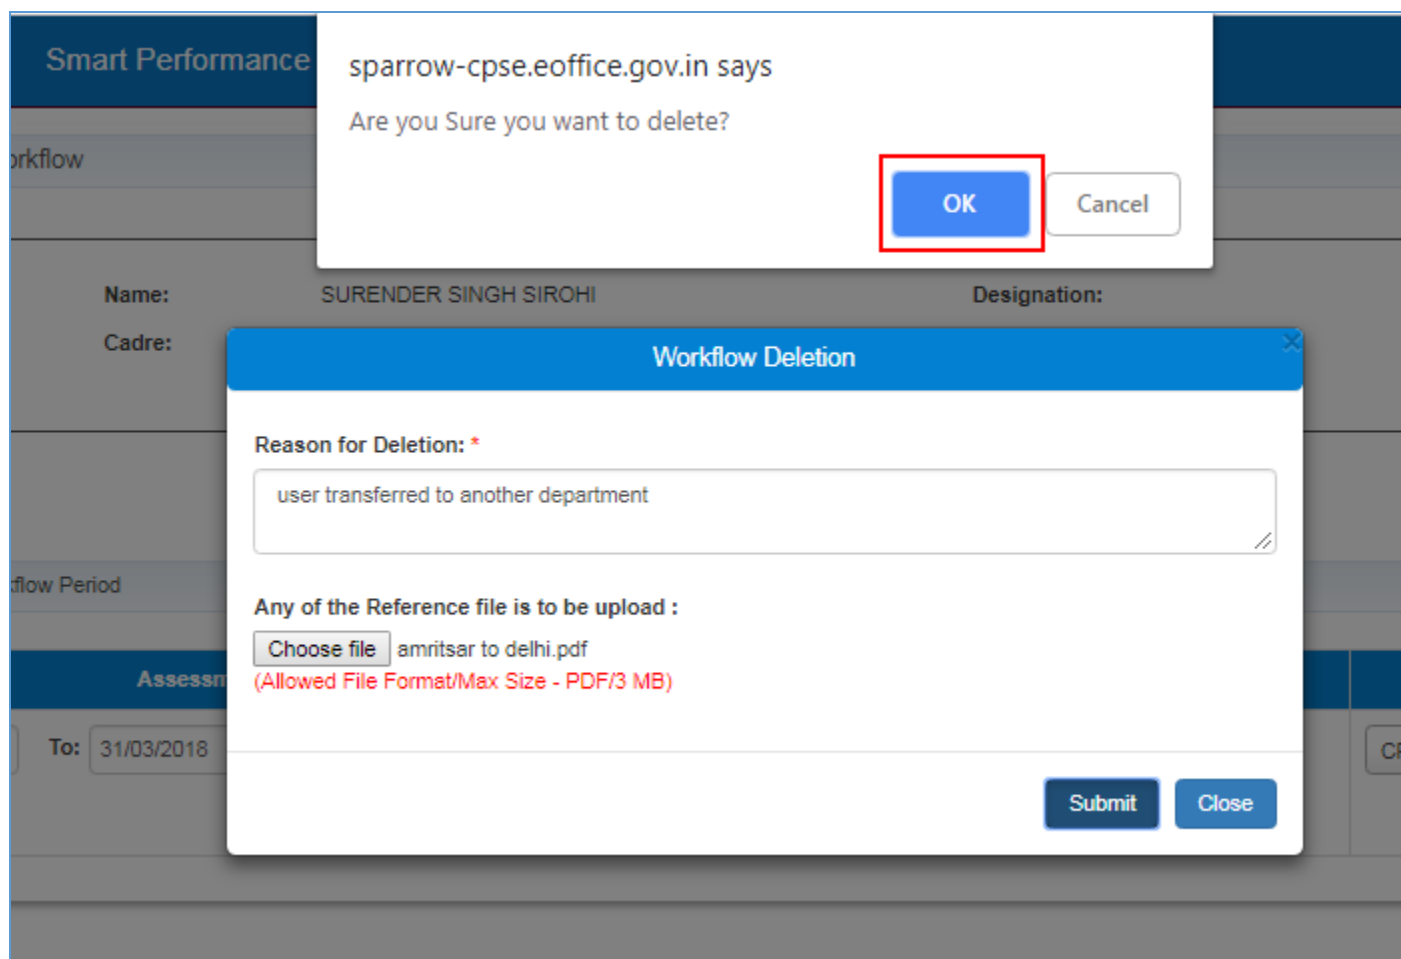 Smart Performance
sparrow-cpse.eoffice.gov.in says
Are you Sure you want to delete?
OK Cancel
Name: SURENDER SINGH SIROHI Designation:
Cadre:
Workflow Deletion
Reason for Deletion: *
user transferred to another department
Any of the Reference file is to be upload :
Choose file amritsar to delhi.pdf
(Allowed File Format/Max Size - PDF/3 MB)
Period
To: 31/03/2018
Submit Close